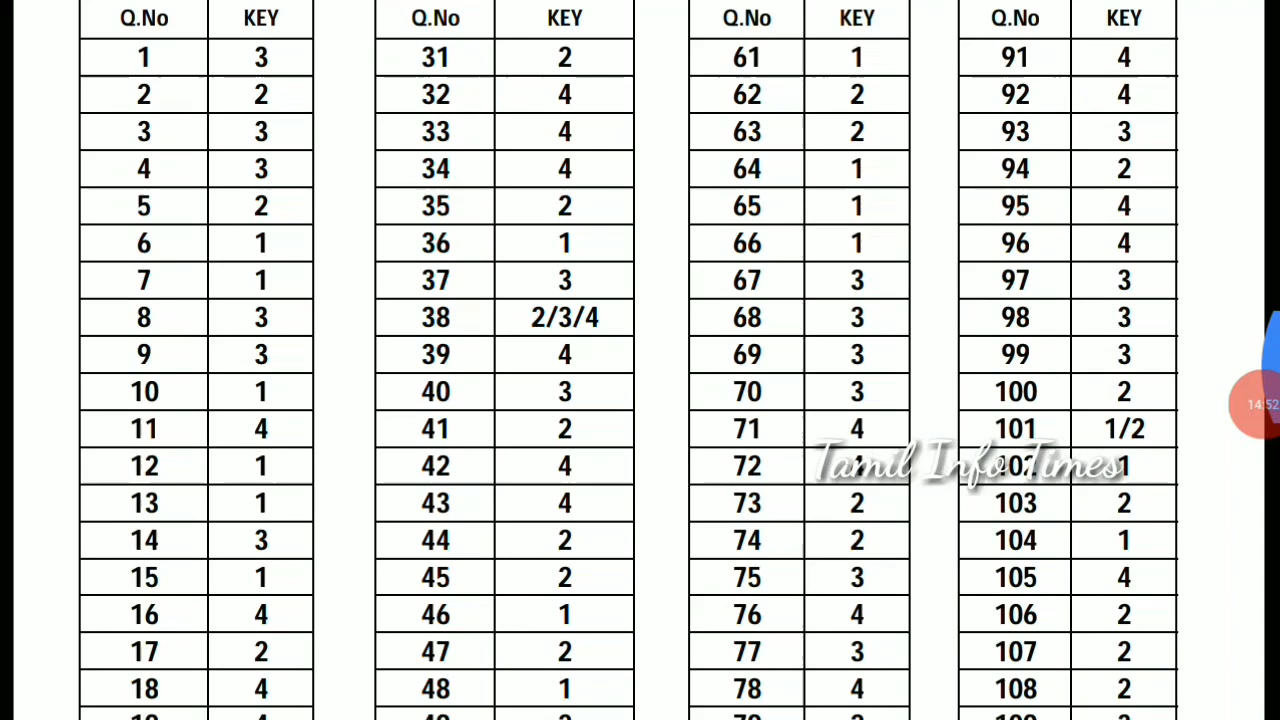 Q.No KEY Q.No KEY Q.No KEY Q.No KEY
1 3 31 2 61 1 91 4
2 2 32 4 62 2 92 4
3 3 33 4 63 2 93 3
4 3 34 4 64 1 94 2
5 2 35 2 65 1 95 4
6 1 36 1 66 1 96 4
7 1 37 3 67 3 97 3
8 3 38 2/3/4 68 3 98 3
9 3 39 4 69 3 99 3
10 1 40 3 70 3 100 2
11 4 41 2 71 4 101 1/2
12 1 42 4 72 102 1
Tamil Info Times
13 1 43 4 73 2 103 2
14 3 44 2 74 2 104 1
15 1 45 2 75 3 105 4
16 4 46 1 76 4 106 2
17 2 47 2 77 3 107 2
18 4 48 1 78 4 108 2
14:52